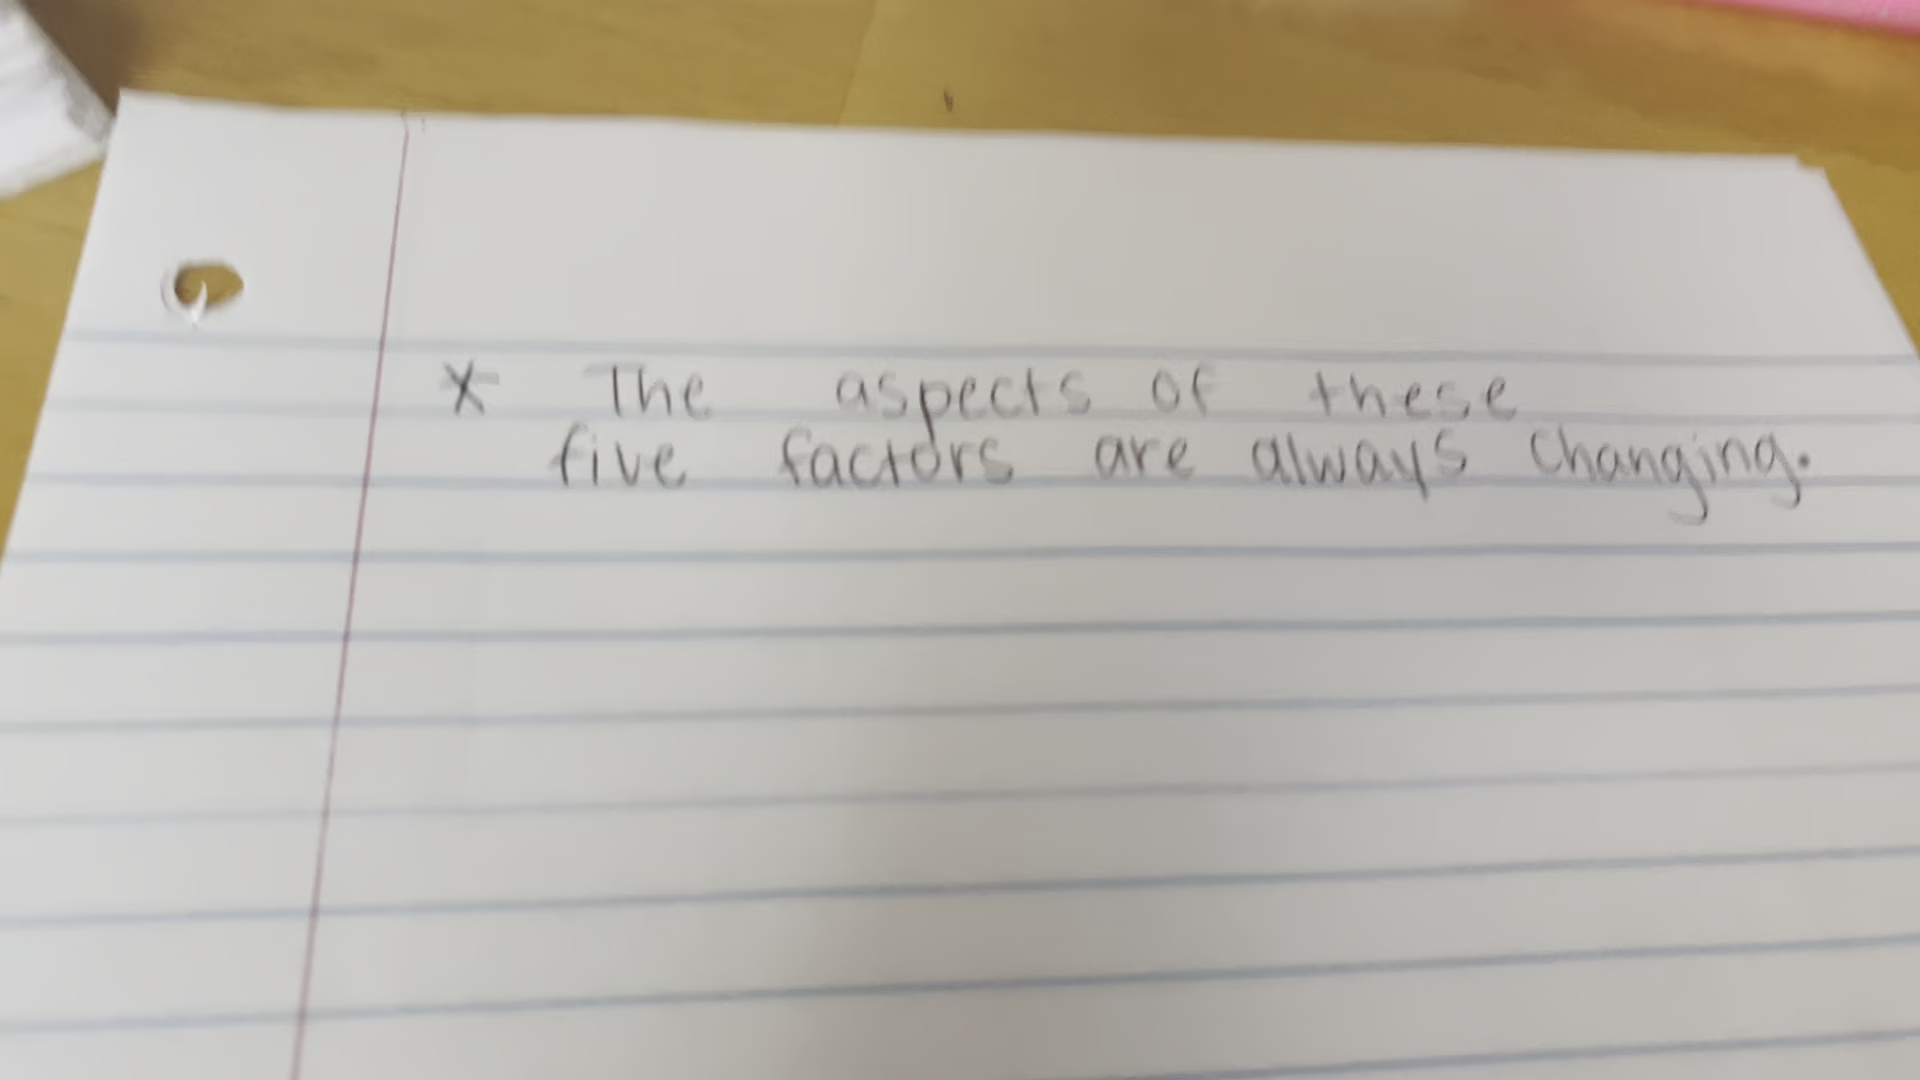 * The aspects of these
five factors are always changing.